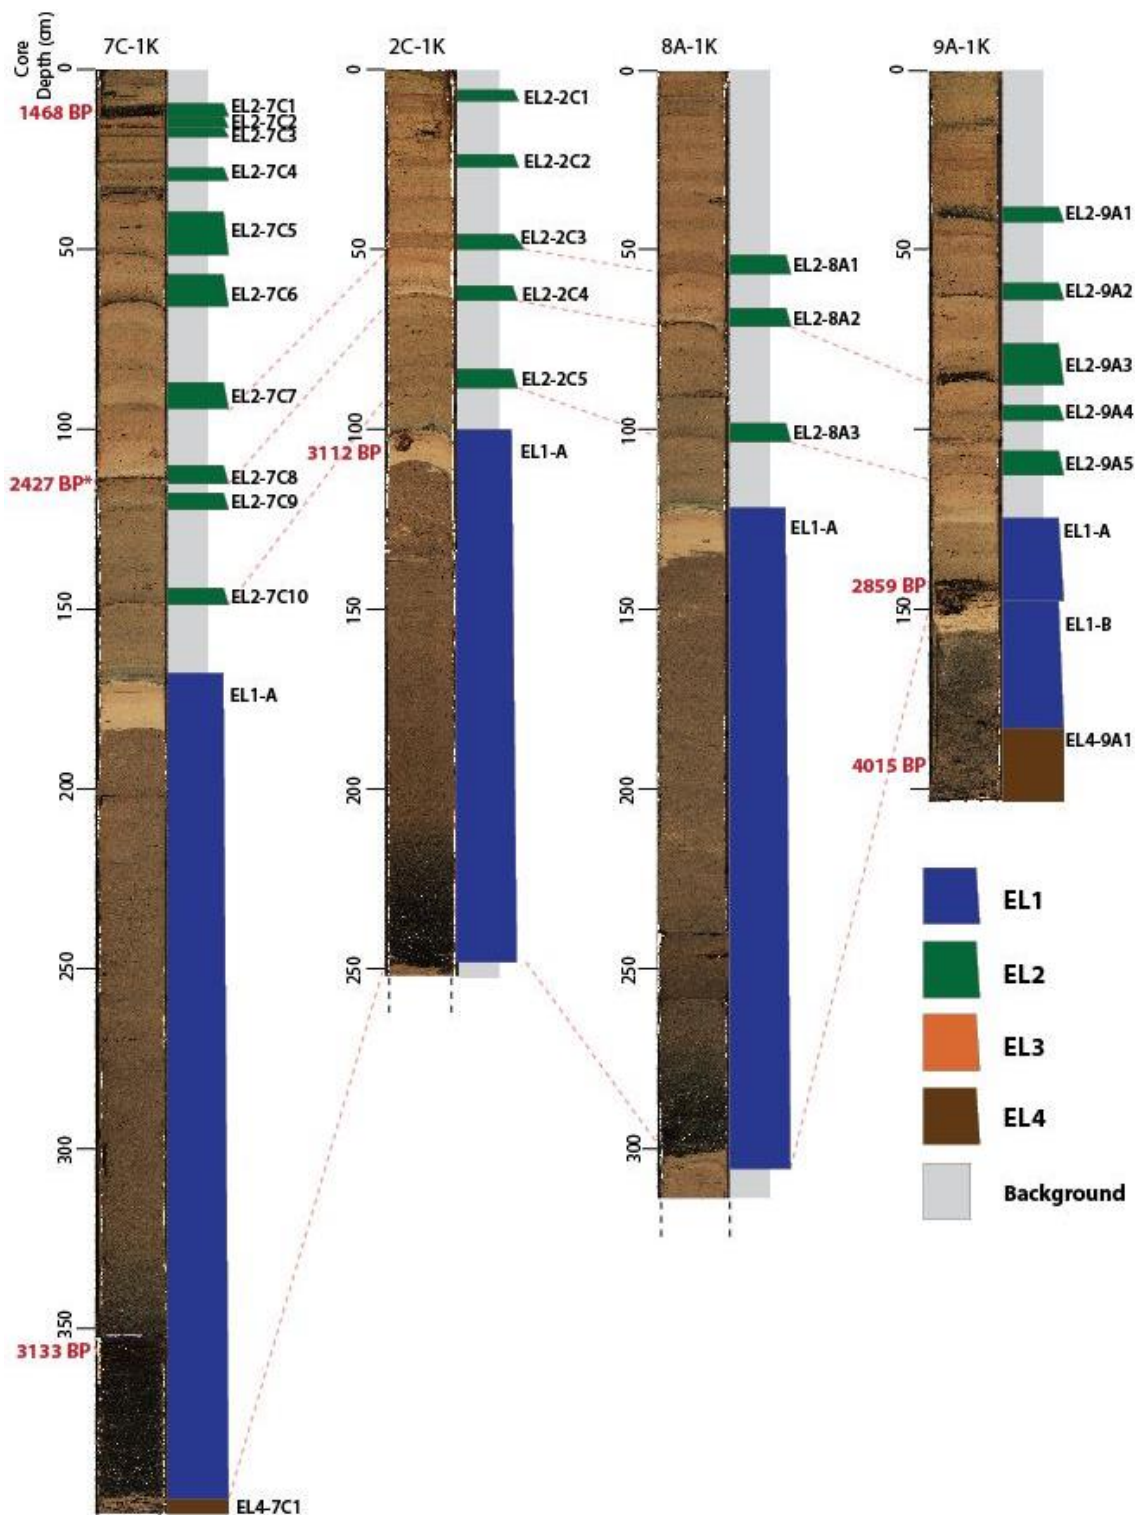 Core
Depth (cm)
7C-1K
0
50
100
150
200
250
300
350
1468 BP
2427 BP*
3133 BP
EL2-7C1
EL2-7C2
EL2-7C3
EL2-7C4
EL2-7C5
EL2-7C6
EL2-7C7
EL2-7C8
EL2-7C9
EL2-7C10
EL1-A
EL4-7C1
2C-1K
0
50
100
150
200
250
3112 BP
EL2-2C1
EL2-2C2
EL2-2C3
EL2-2C4
EL2-2C5
EL1-A
8A-1K
0
50
100
150
200
250
300
EL2-8A1
EL2-8A2
EL2-8A3
EL1-A
9A-1K
0
50
100
150
200
2859 BP
4015 BP
EL2-9A1
EL2-9A2
EL2-9A3
EL2-9A4
EL2-9A5
EL1-A
EL1-B
EL4-9A1
EL1
EL2
EL3
EL4
Background